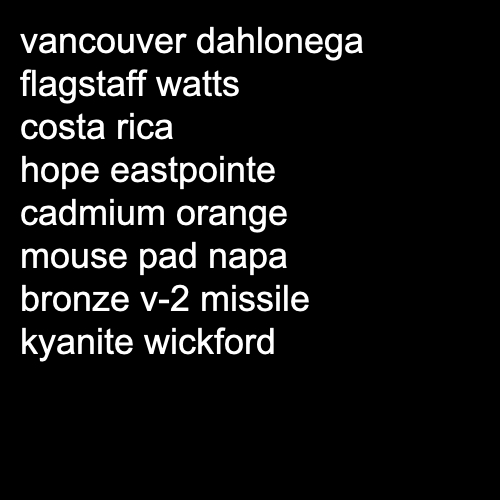 vancouver dahlonega
flagstaff watts
costa rica
hope eastpointe
cadmium orange
mouse pad napa
bronze v-2 missile
kyanite wickford